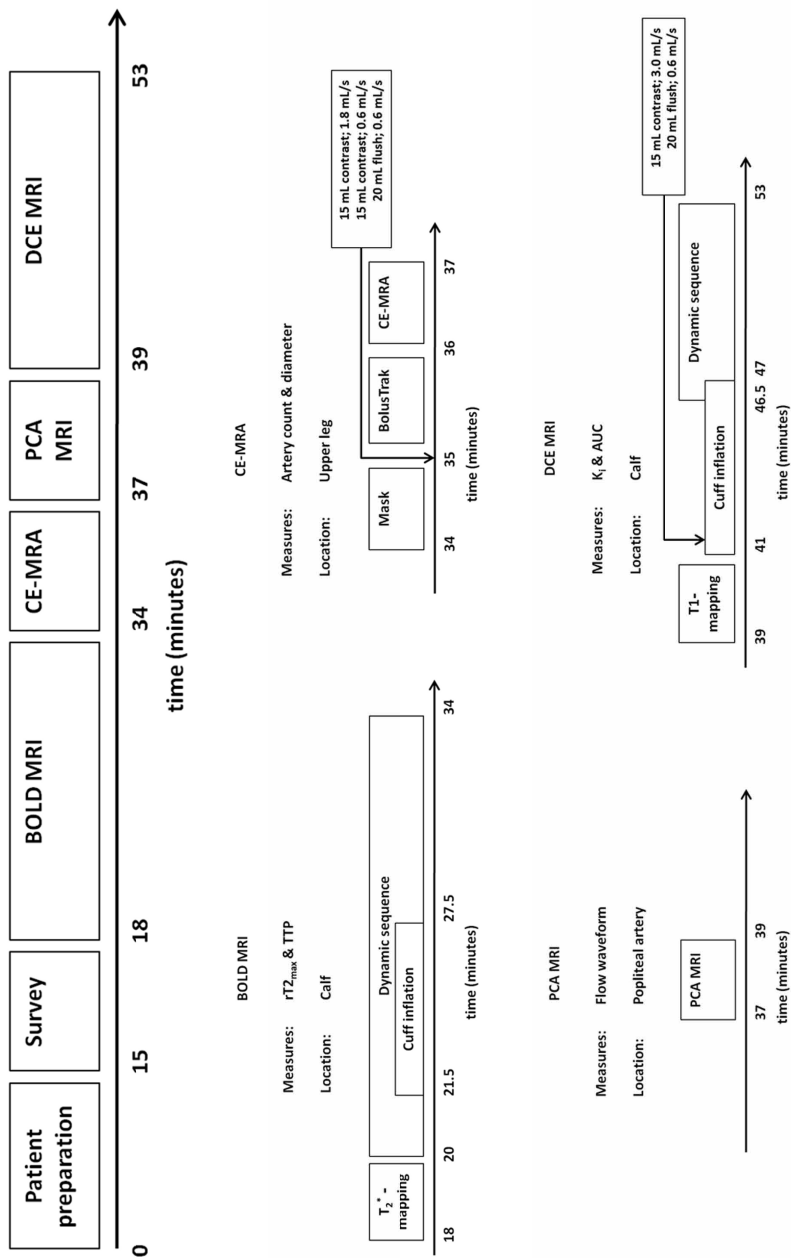 Patient
preparation
Survey
BOLD MRI
CE-MRA
PCA
MRI
DCE MRI
0
15
18
34
37
39
53
time (minutes)
BOLD MRI
Measures: rT2max & TTP
Location: Calf
T2* -
mapping
Dynamic sequence
Cuff inflation
18
20
21.5
27.5
34
time (minutes)
CE-MRA
Measures: Artery count & diameter
Location: Upper leg
15 mL contrast; 1.8 mL/s
15 mL contrast; 0.6 mL/s
20 mL flush; 0.6 mL/s
Mask
BolusTrak
CE-MRA
34
35
36
37
time (minutes)
PCA MRI
Measures: Flow waveform
Location: Popliteal artery
PCA MRI
37
39
time (minutes)
DCE MRI
Measures: Ki & AUC
Location: Calf
15 mL contrast; 3.0 mL/s
20 mL flush; 0.6 mL/s
T1-
mapping
Dynamic sequence
Cuff inflation
39
41
46.5
47
53
time (minutes)